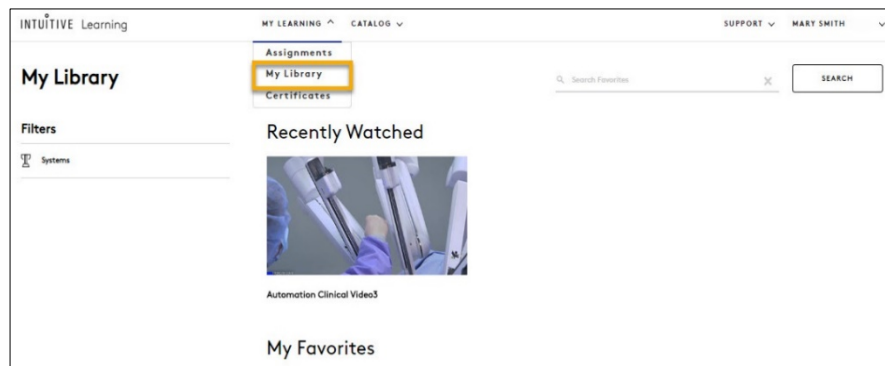 INTUITIVE Learning MY LEARNING ^ CATALOG SUPPORT MARY SMITH
Assignments
My Library
Certificates
My Library
Search Favorites
SEARCH
Filters
Systems
Recently Watched
Automation Clinical Video3
My Favorites